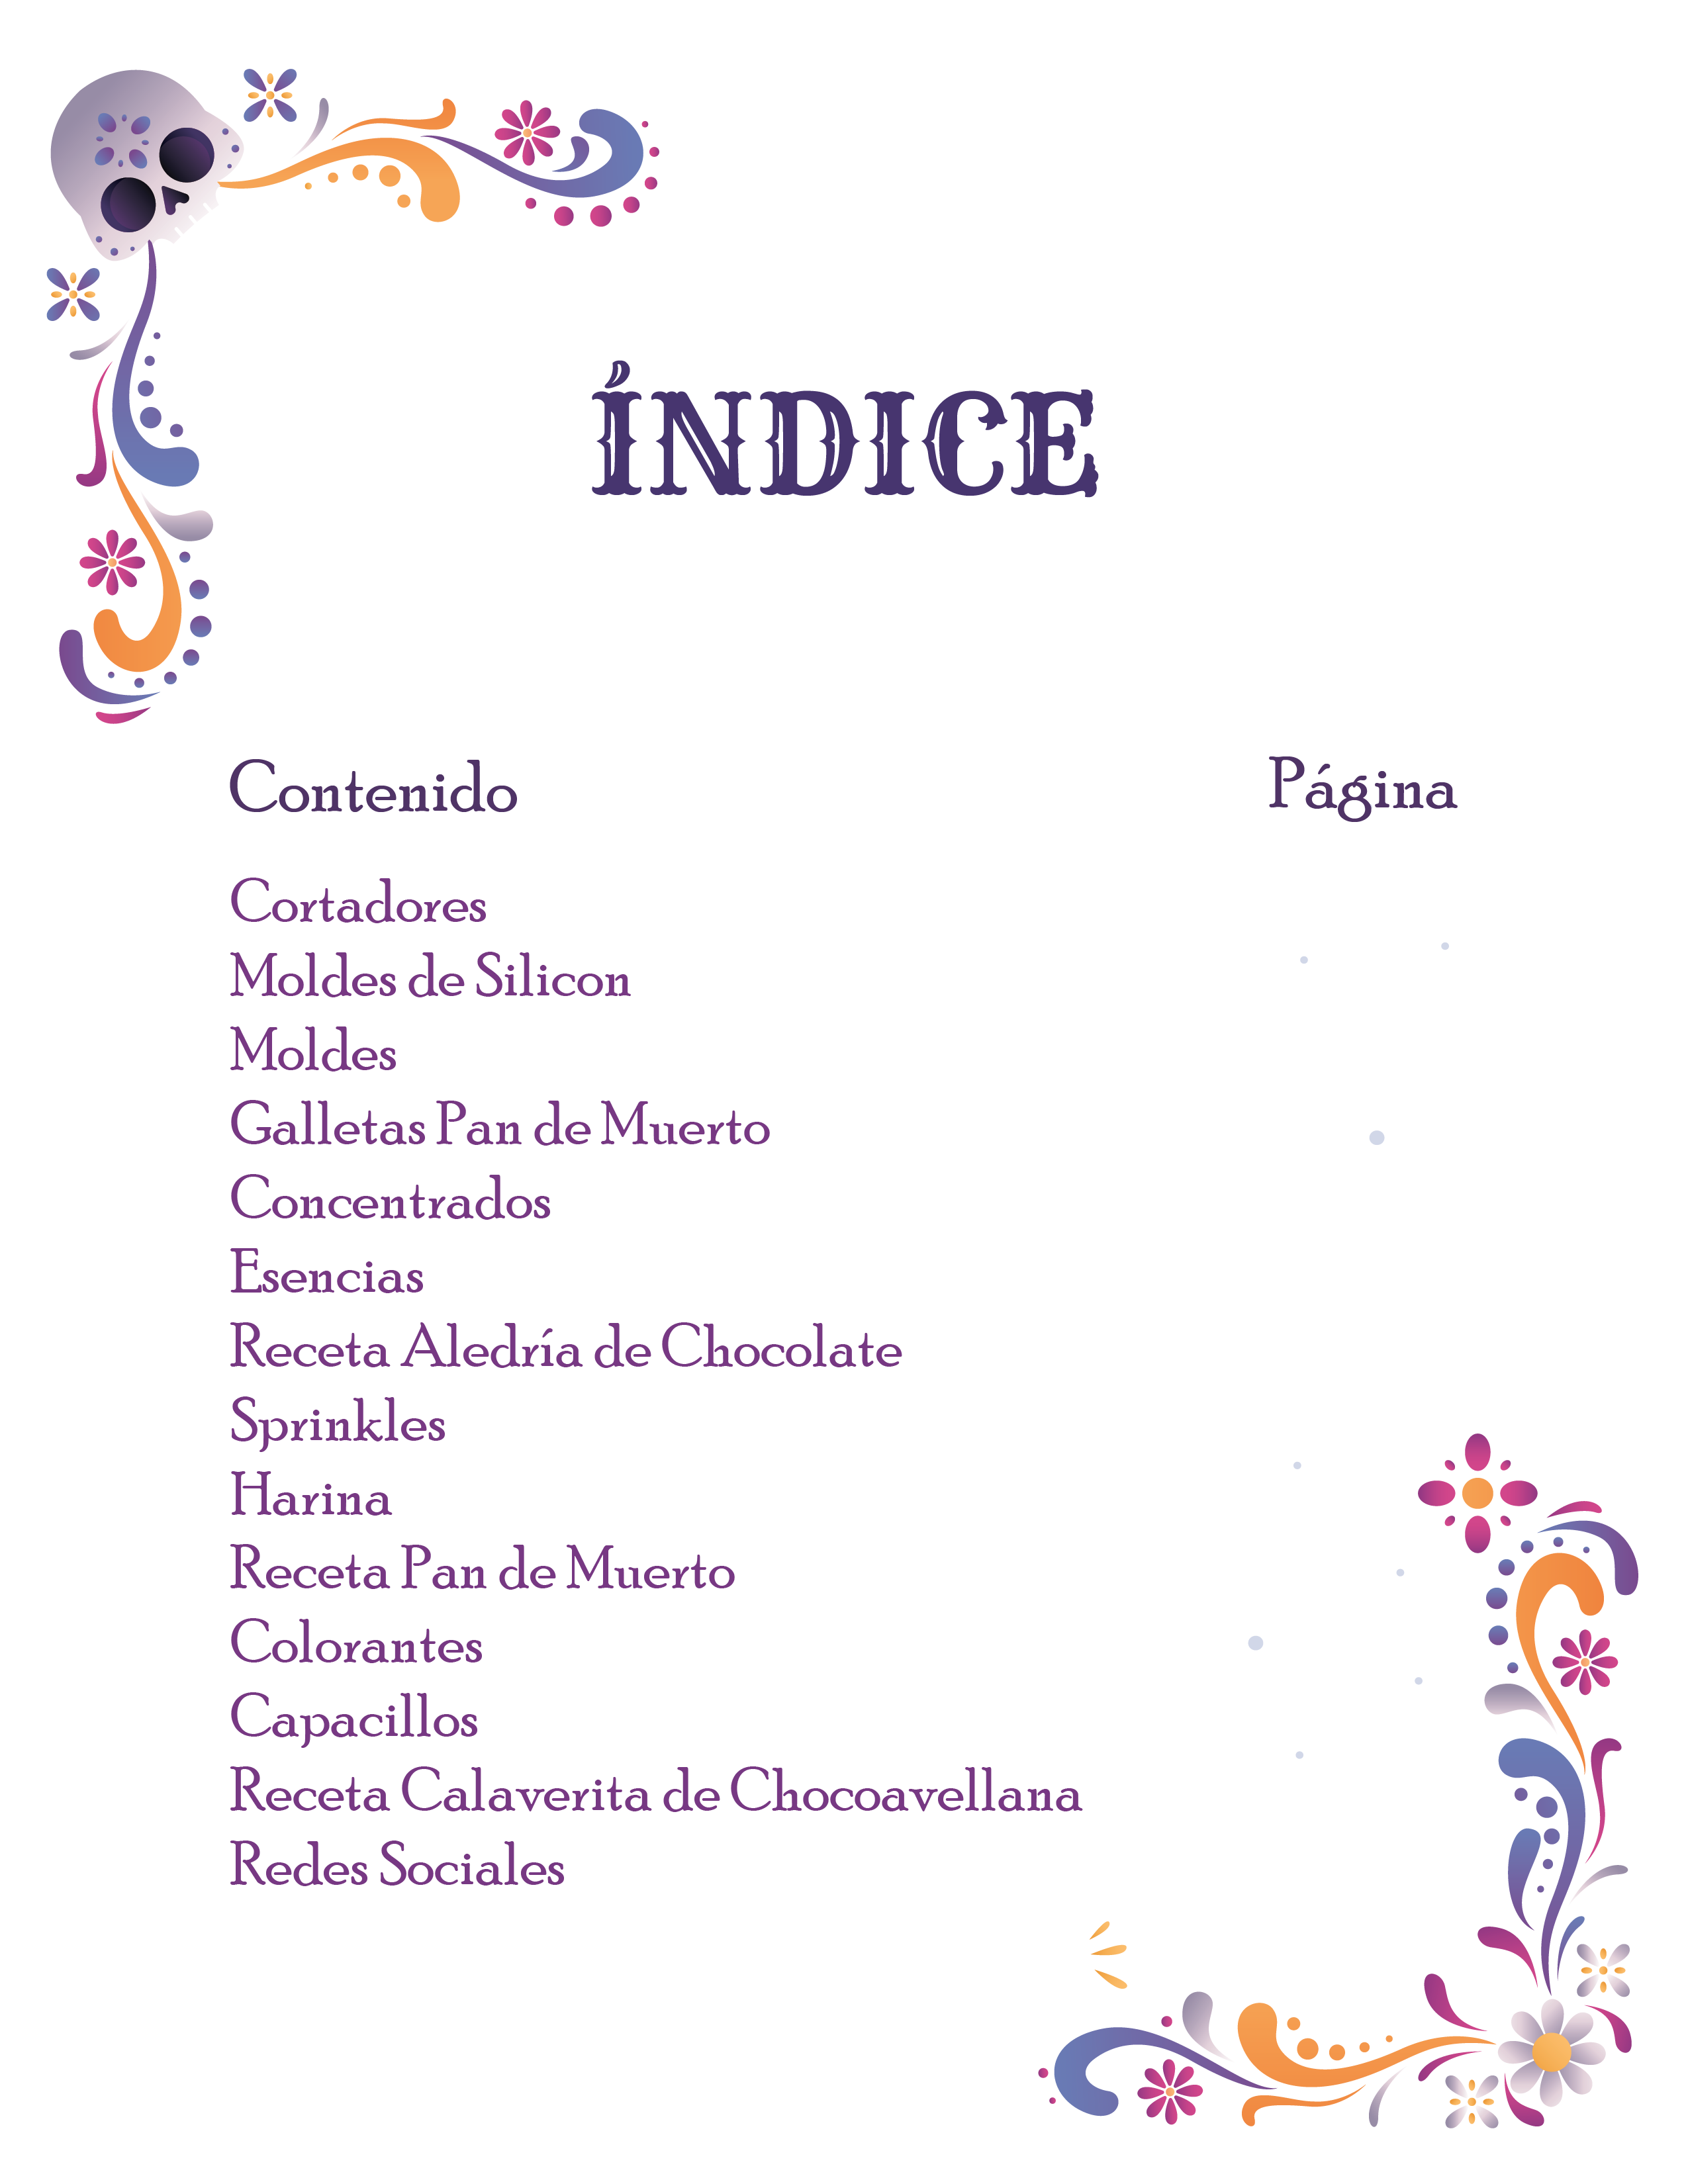 ÍNDICE
Contenido
Página
Cortadores
Moldes de Silicon
Moldes
Galletas Pan de Muerto
Concentrados
Esencias
Receta Aledría de Chocolate
Sprinkles
Harina
Receta Pan de Muerto
Colorantes
Capacillos
Receta Calaverita de Chocoavellana
Redes Sociales